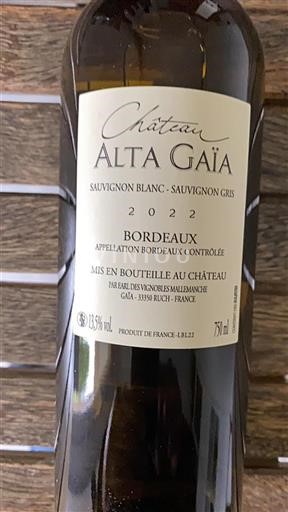 Château
ALTA GAÏA
SAUVIGNON BLANC - SAUVIGNON GRIS
2022
BORDEAUX
APPELLATION BORDEAUX CONTRÔLÉE
MIS EN BOUTEILLE AU CHÂTEAU
PAR EARL DES VIGNOBLES MALLEMANCHE
GAÏA - 33350 RUCH - FRANCE
13,5% vol.
750 ml
PRODUIT DE FRANCE - LBL22